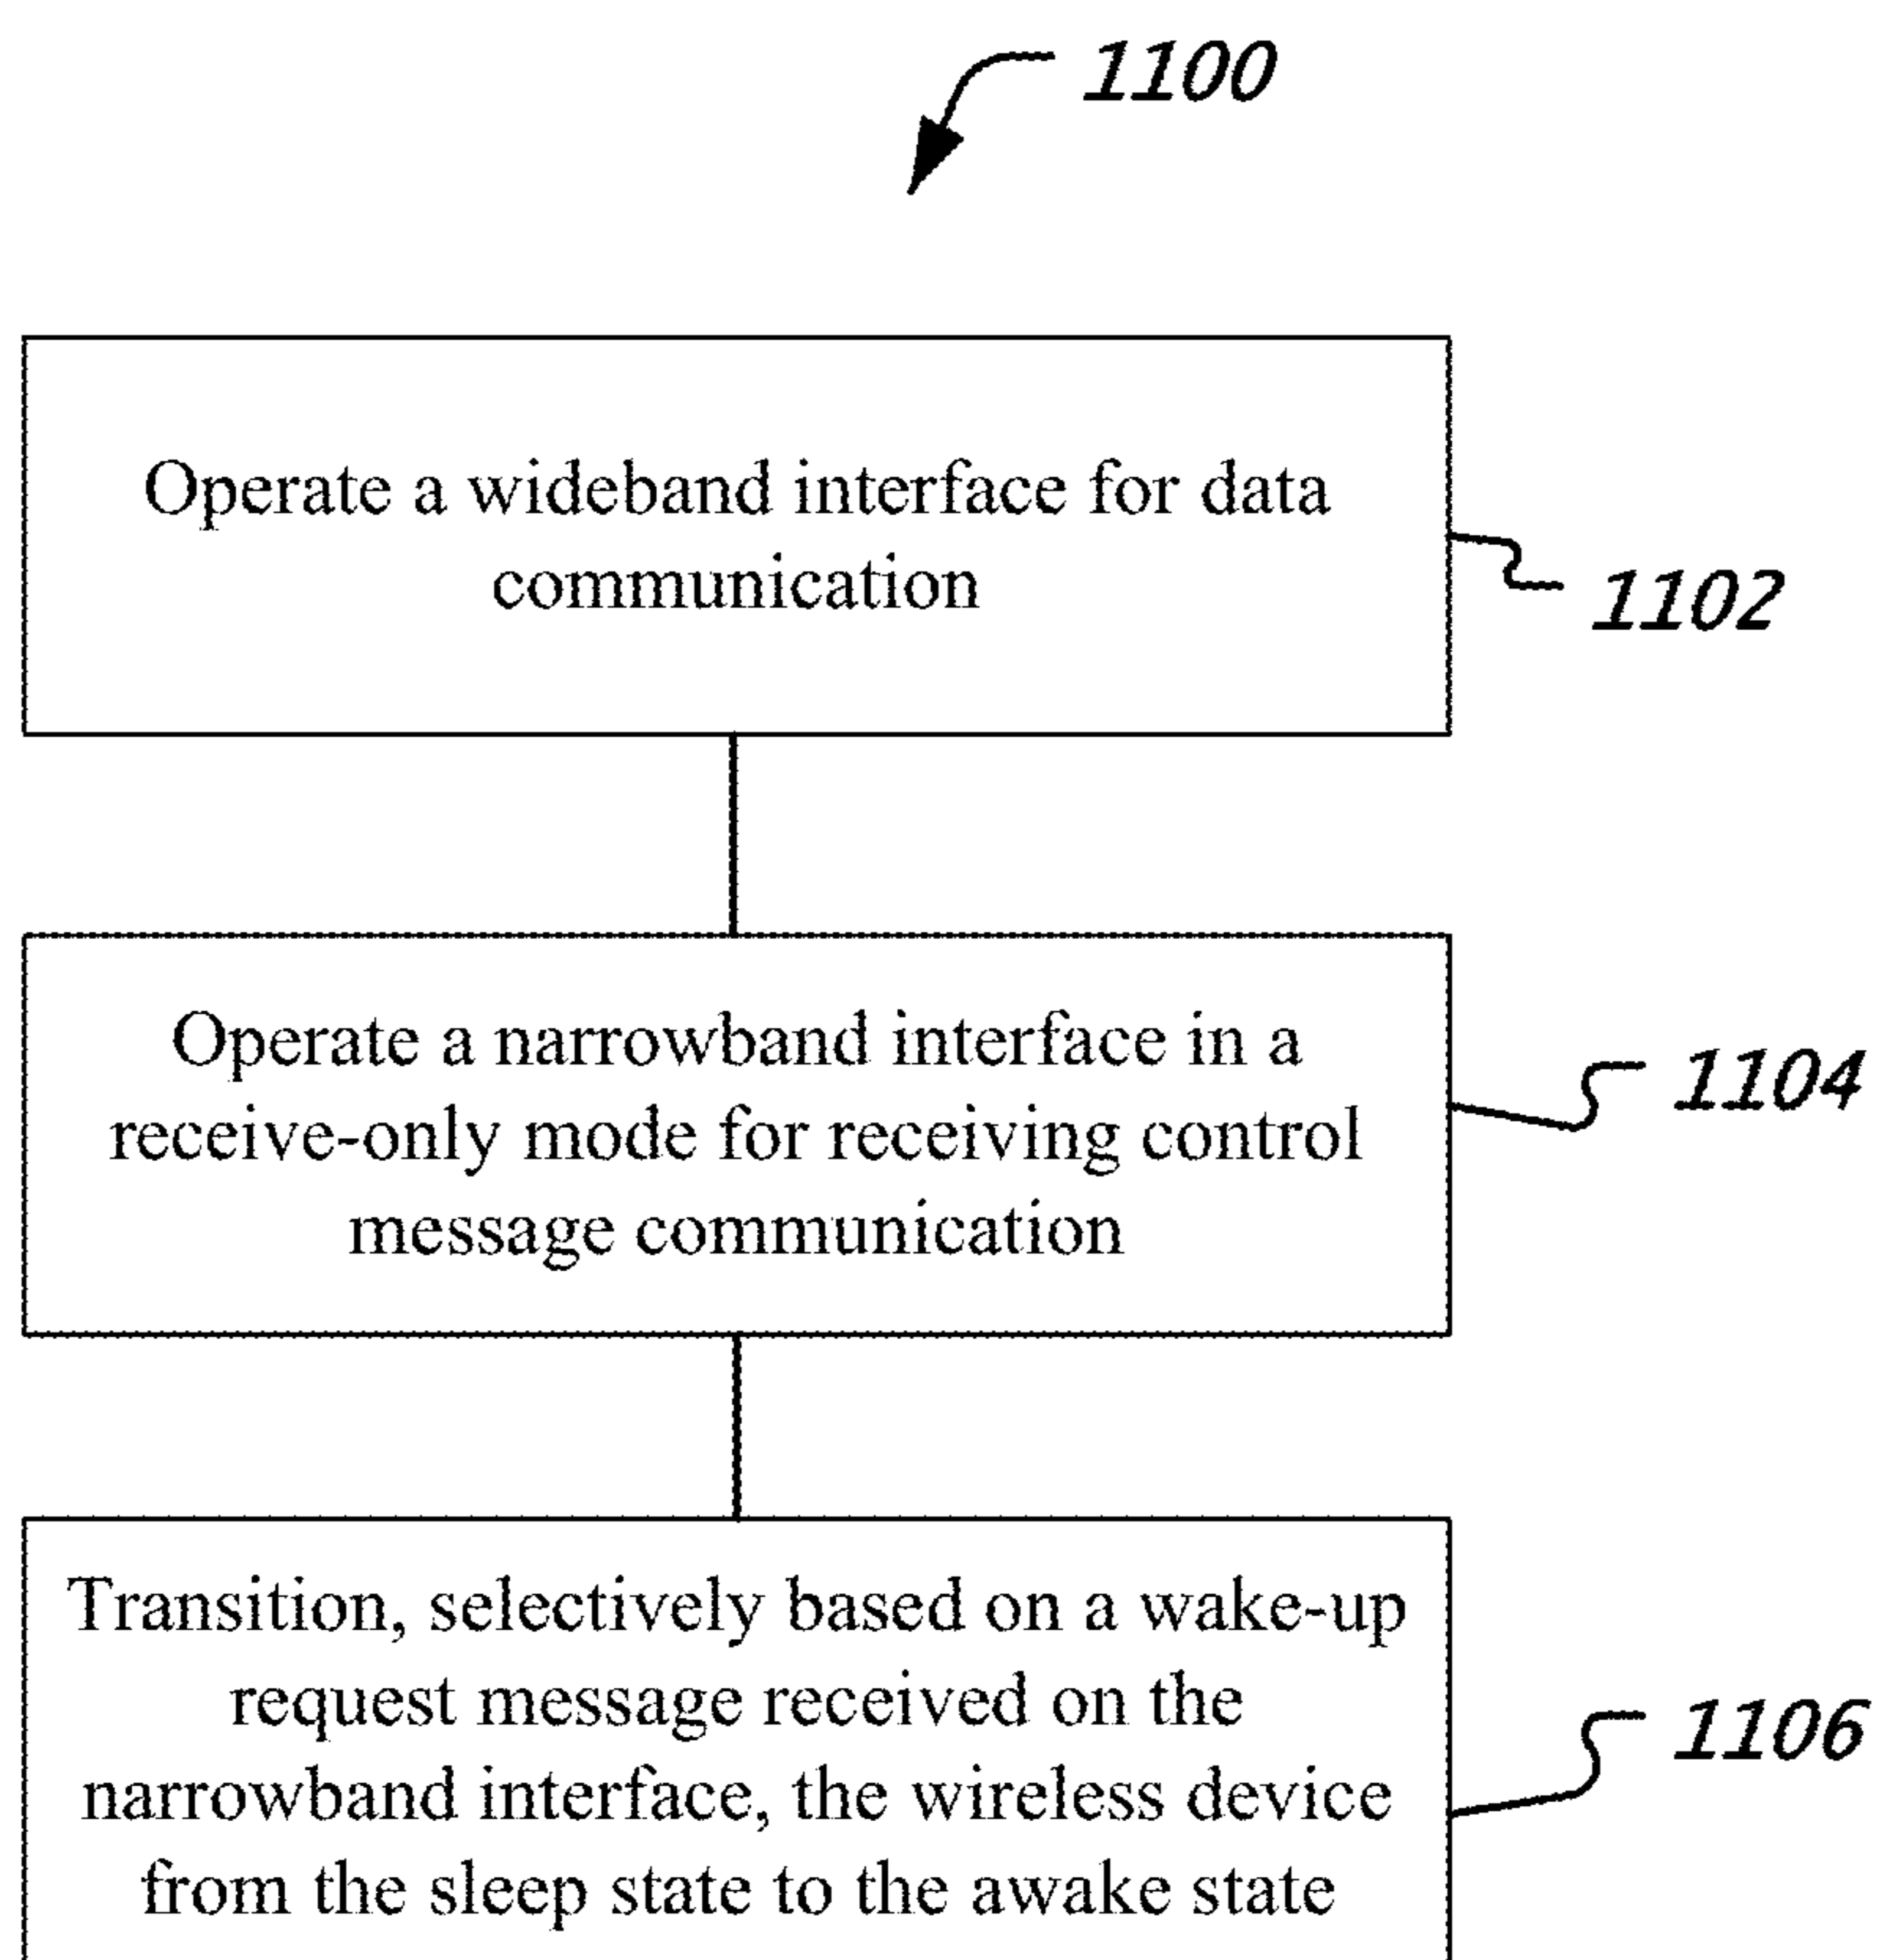 1100
Operate a wideband interface for data
communication
1102
Operate a narrowband interface in a
receive-only mode for receiving control
message communication
1104
Transition, selectively based on a wake-up
request message received on the
narrowband interface, the wireless device
from the sleep state to the awake state
1106